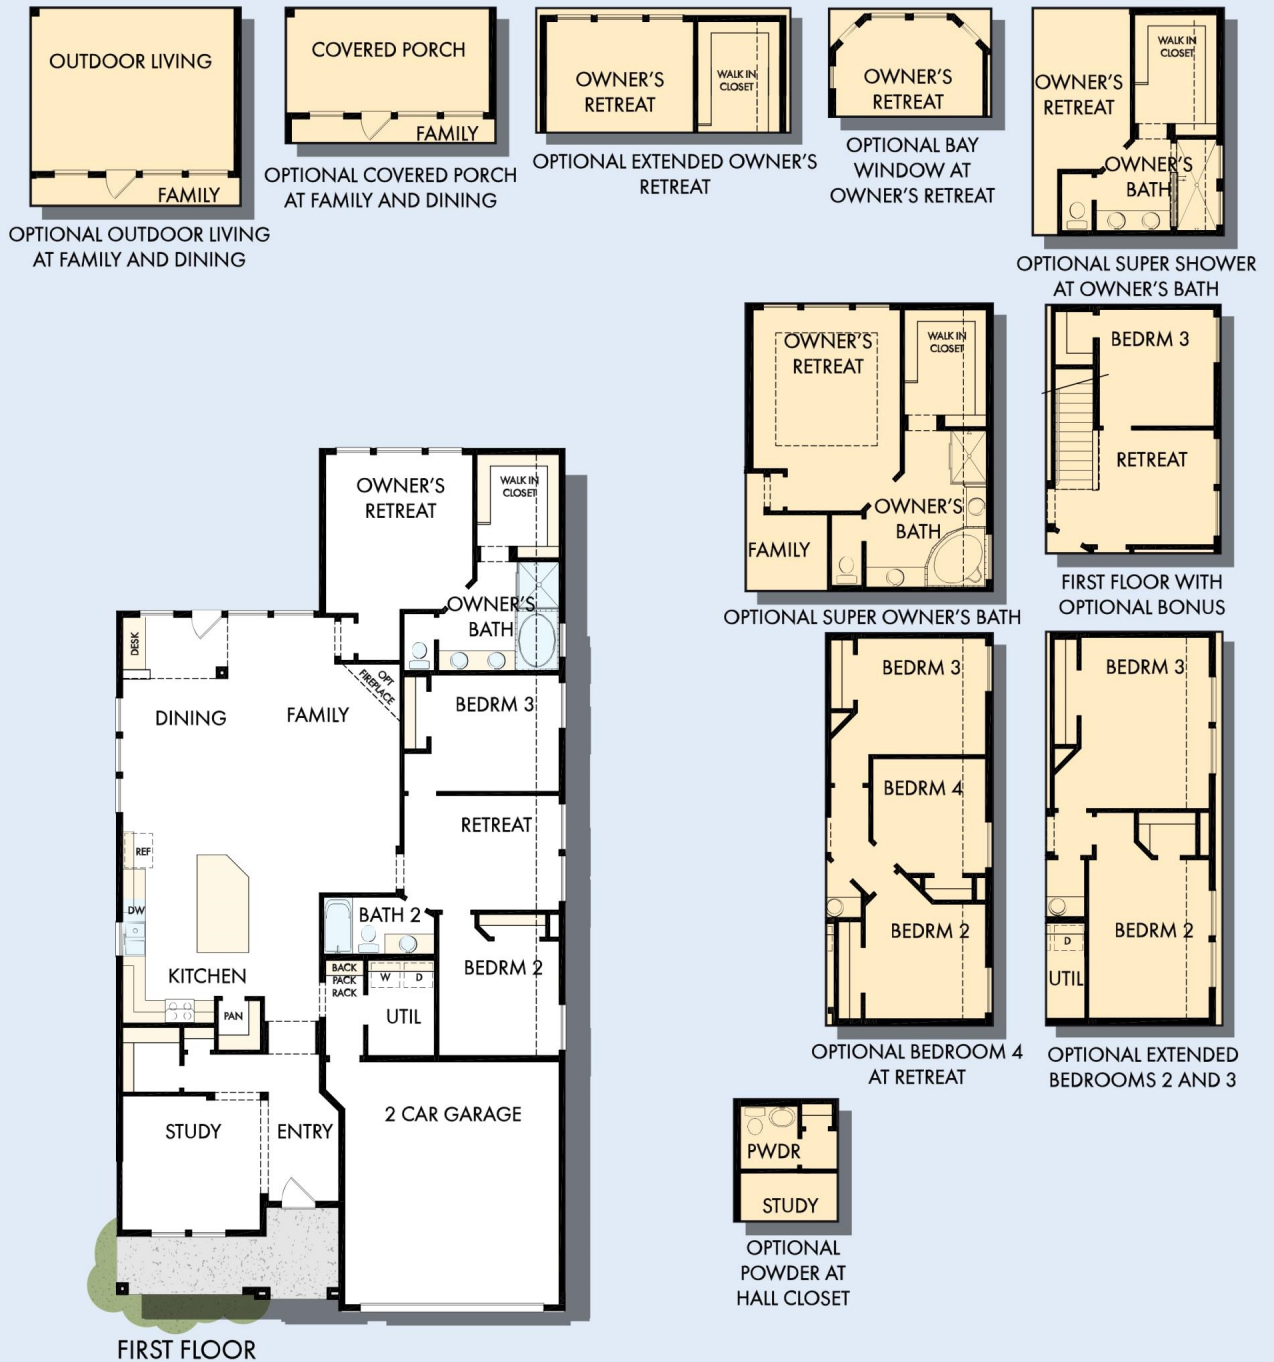 OUTDOOR LIVING
FAMILY
OPTIONAL OUTDOOR LIVING
AT FAMILY AND DINING
COVERED PORCH
FAMILY
OPTIONAL COVERED PORCH
AT FAMILY AND DINING
OWNER'S
RETREAT
WALK IN
CLOSET
OPTIONAL EXTENDED OWNER'S
RETREAT
OWNER'S
RETREAT
OPTIONAL BAY
WINDOW AT
OWNER'S RETREAT
OWNER'S
RETREAT
WALK IN
CLOSET
OWNER'S
BATH
OPTIONAL SUPER SHOWER
AT OWNER'S BATH
OWNER'S
RETREAT
WALK IN
CLOSET
OWNER'S
BATH
FAMILY
OPTIONAL SUPER OWNER'S BATH
BEDRM 3
RETREAT
FIRST FLOOR WITH
OPTIONAL BONUS
OWNER'S
RETREAT
WALK IN
CLOSET
OWNER'S
BATH
DESK
OPT
FIREPLACE
DINING
FAMILY
BEDRM 3
RETREAT
REF
DW
BATH 2
BEDRM 2
KITCHEN
BACK
PACK
RACK
W
D
PAN
UTIL
STUDY
ENTRY
2 CAR GARAGE
FIRST FLOOR
BEDRM 3
BEDRM 4
BEDRM 2
OPTIONAL BEDROOM 4
AT RETREAT
BEDRM 3
BEDRM 2
D
UTIL
OPTIONAL EXTENDED
BEDROOMS 2 AND 3
PWDR
STUDY
OPTIONAL
POWDER AT
HALL CLOSET